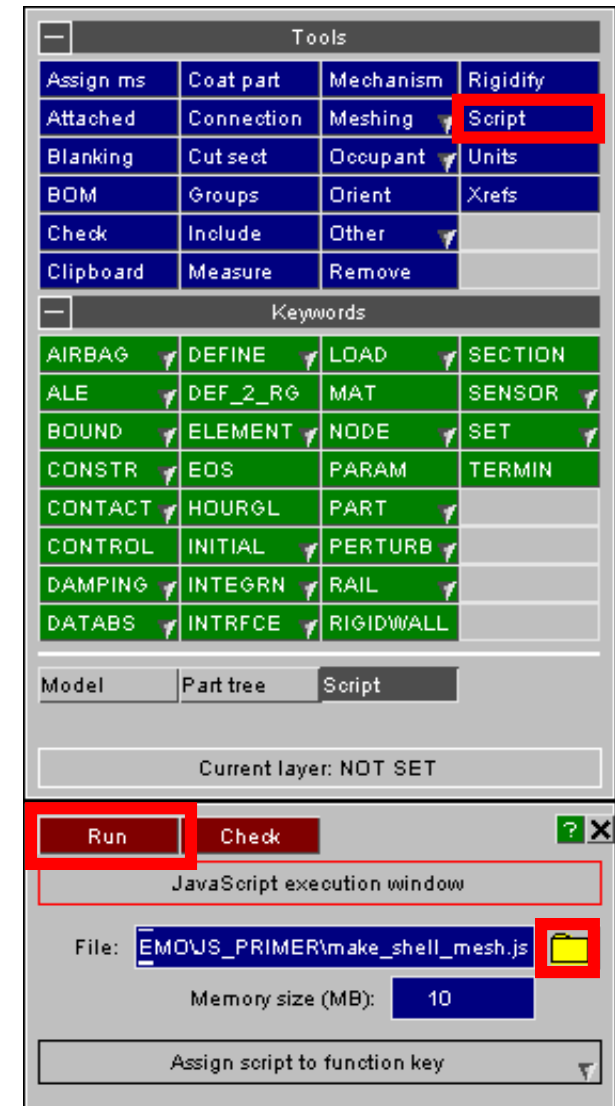 Tools
Assign ms Coat part Mechanism Rigidify
Attached Connection Meshing Script
Blanking Cut sect Occupant Units
BOM Groups Orient Xrefs
Check Include Other
Clipboard Measure Remove
Keywords
AIRBAG DEFINE LOAD SECTION
ALE DEF_2_RG MAT SENSOR
BOUND ELEMENT NODE SET
CONSTR EOS PARAM TERMIN
CONTACT HOURGL PART
CONTROL INITIAL PERTURB
DAMPING INTEGRN RAIL
DATABS INTRFCE RIGIDWALL
Model Part tree Script
Current layer: NOT SET
Run Check ? X
JavaScript execution window
File: EMO\JS_PRIMER\make_shell_mesh.js
Memory size (MB): 10
Assign script to function key